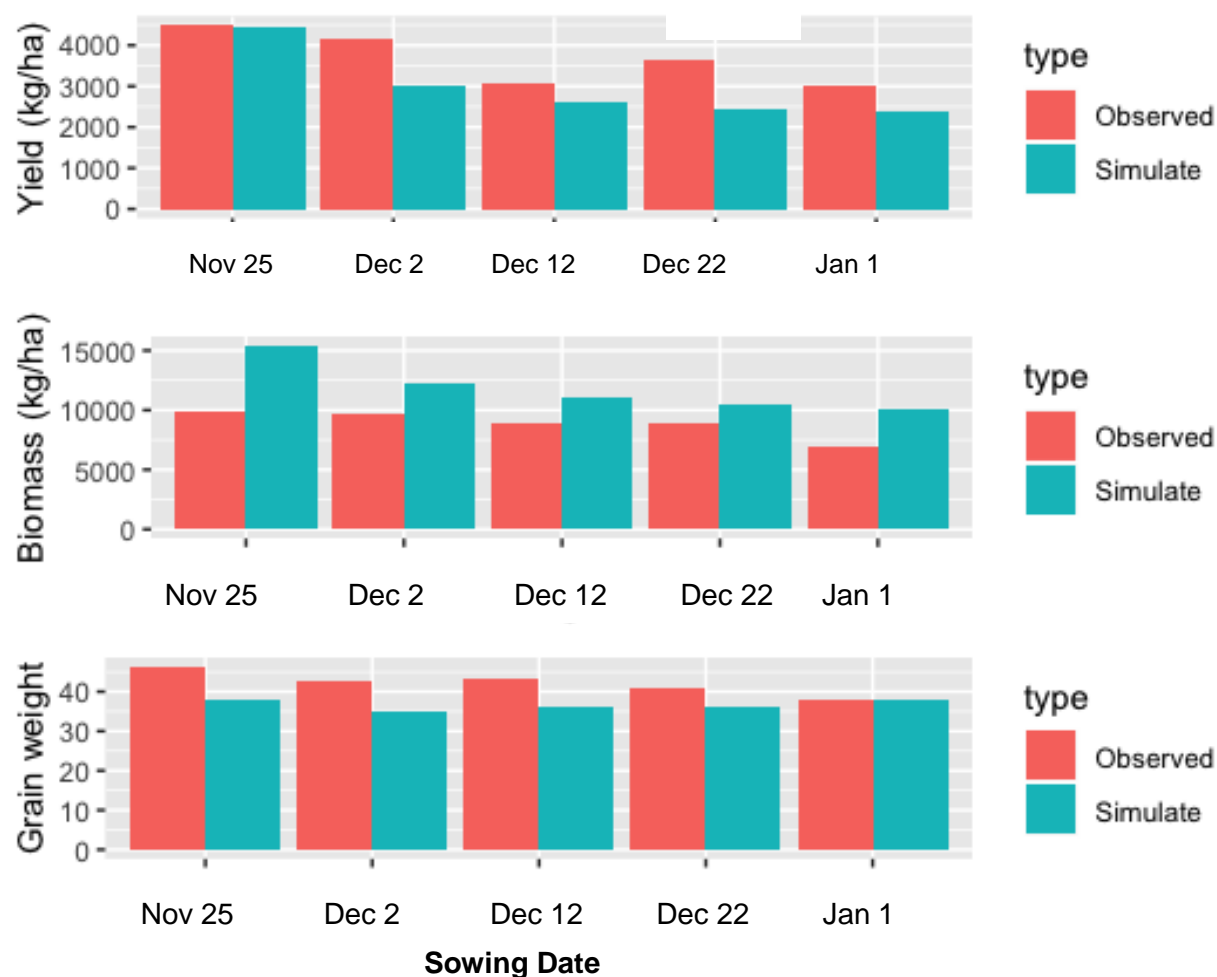 Yield (kg/ha)
4000
3000
2000
1000
0
Nov 25 Dec 2 Dec 12 Dec 22 Jan 1
type
Observed
Simulate
Biomass (kg/ha)
15000
10000
5000
0
Nov 25 Dec 2 Dec 12 Dec 22 Jan 1
type
Observed
Simulate
Grain weight
40
30
20
10
0
Nov 25 Dec 2 Dec 12 Dec 22 Jan 1
type
Observed
Simulate
Sowing Date